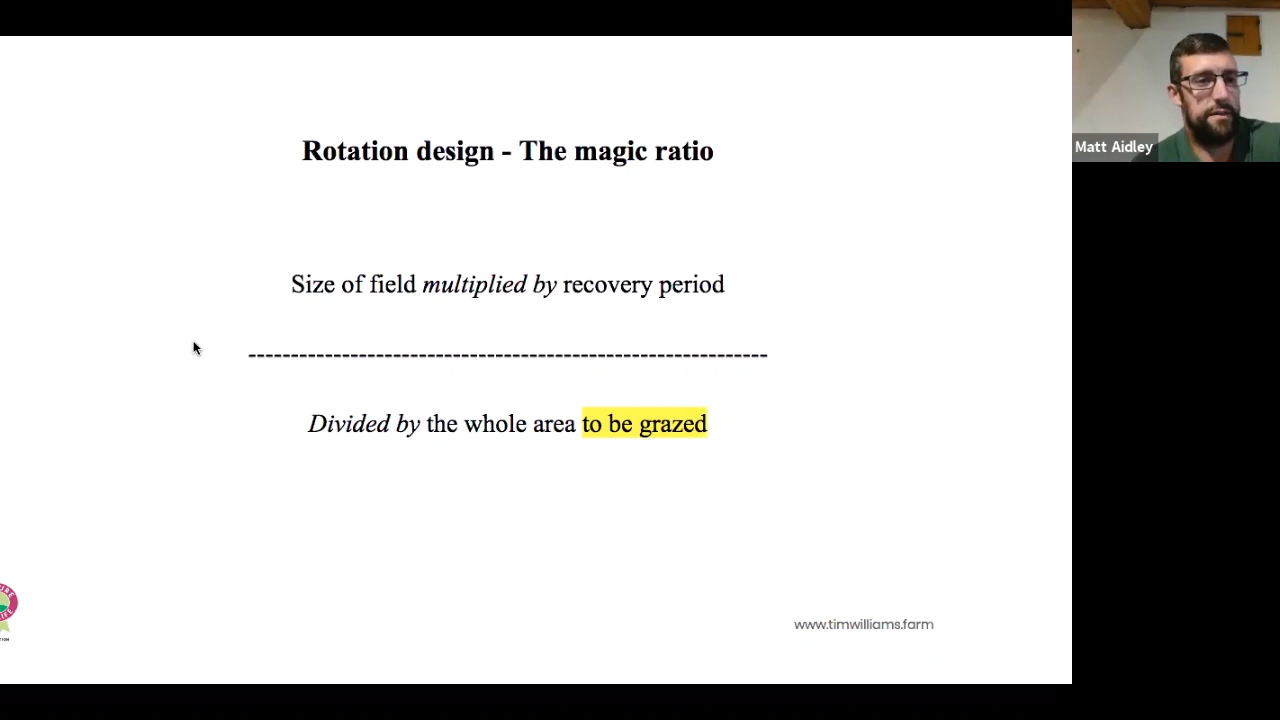 Rotation design - The magic ratio
Size of field multiplied by recovery period
--------------------------------------------------------------
Divided by the whole area to be grazed
www.timwilliams.farm
Matt Aidley